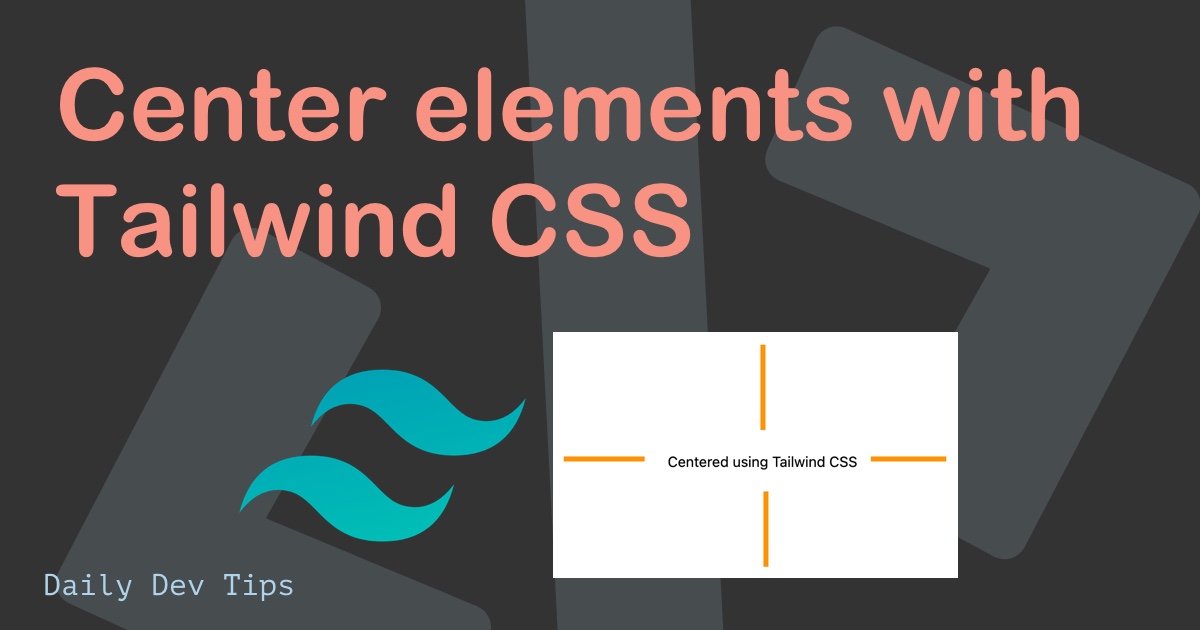 Center elements with
Tailwind CSS
Centered using Tailwind CSS
Daily Dev Tips